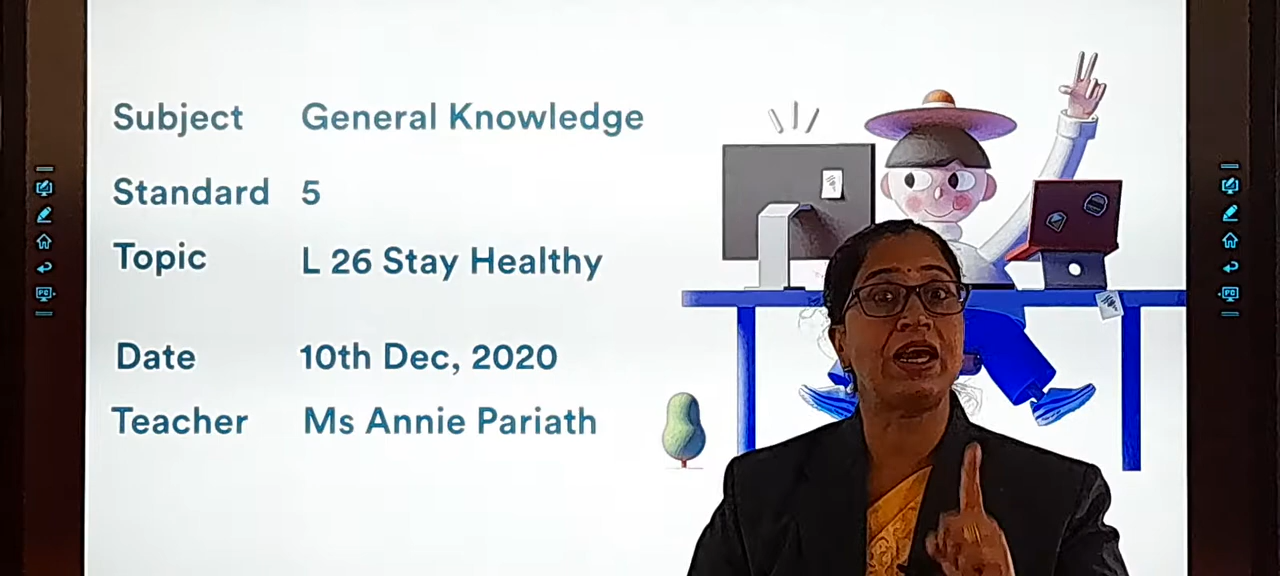 Subject General Knowledge
Standard 5
Topic L 26 Stay Healthy
Date 10th Dec, 2020
Teacher Ms Annie Pariath